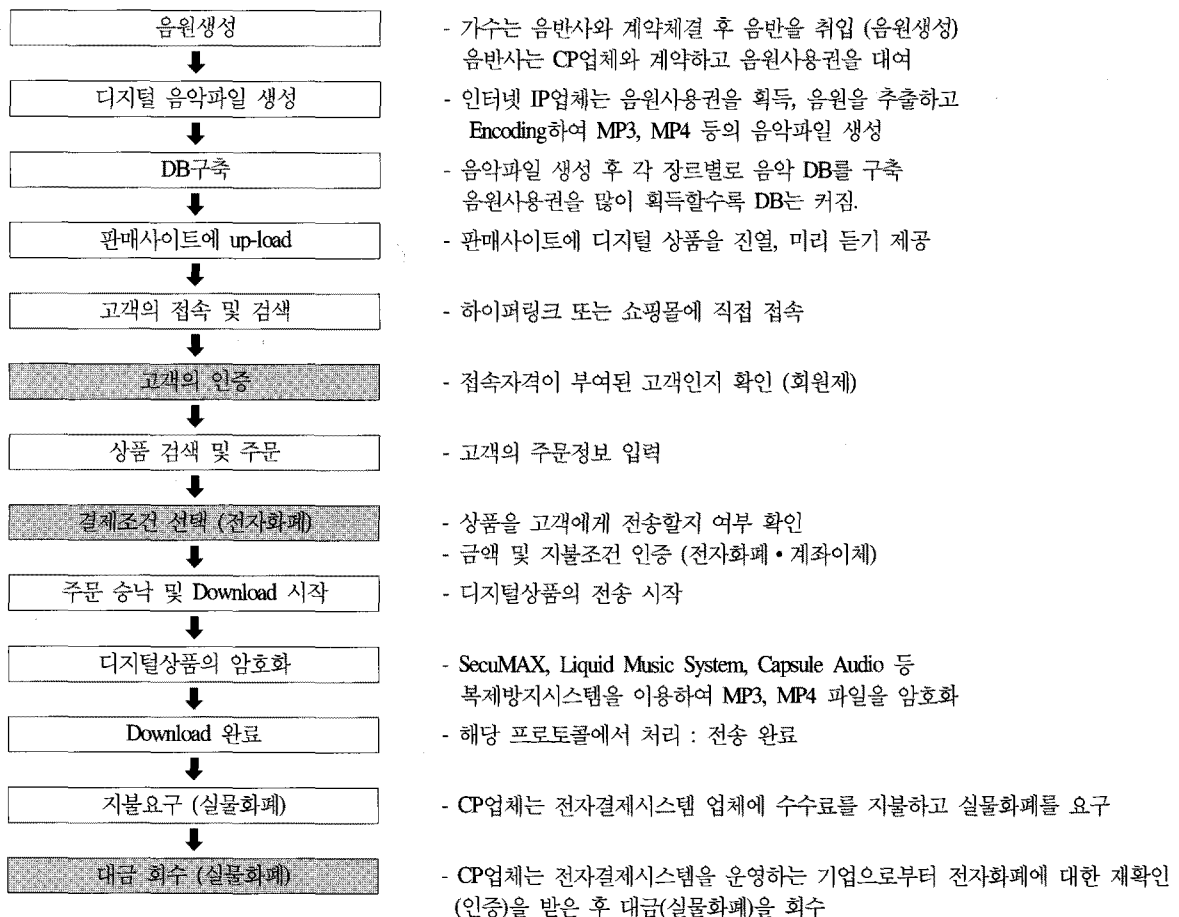 음원생성
- 가수는 음반사와 계약체결 후 음반을 취입 (음원생성)
음반사는 CP업체와 계약하고 음원사용권을 대여
디지털 음악파일 생성
- 인터넷 IP업체는 음원사용권을 획득, 음원을 추출하고
Encoding하여 MP3, MP4 등의 음악파일 생성
DB구축
- 음악파일 생성 후 각 장르별로 음악 DB를 구축
음원사용권을 많이 획득할수록 DB는 커짐.
판매사이트에 up-load
- 판매사이트에 디지털 상품을 진열, 미리 듣기 제공
고객의 접속 및 검색
- 하이퍼링크 또는 쇼핑몰에 직접 접속
고객의 인증
- 접속자격이 부여된 고객인지 확인 (회원제)
상품 검색 및 주문
- 고객의 주문정보 입력
결제조건 선택 (전자화폐)
- 상품을 고객에게 전송할지 여부 확인
- 금액 및 지불조건 인증 (전자화폐•계좌이체)
주문 승낙 및 Download 시작
- 디지털상품의 전송 시작
디지털상품의 암호화
- SecuMAX, Liquid Music System, Capsule Audio 등
복제방지시스템을 이용하여 MP3, MP4 파일을 암호화
Download 완료
- 해당 프로토콜에서 처리 : 전송 완료
지불요구 (실물화폐)
- CP업체는 전자결제시스템 업체에 수수료를 지불하고 실물화폐를 요구
대금 회수 (실물화폐)
- CP업체는 전자결제시스템을 운영하는 기업으로부터 전자화폐에 대한 재확인
(인증)을 받은 후 대금(실물화폐)을 회수